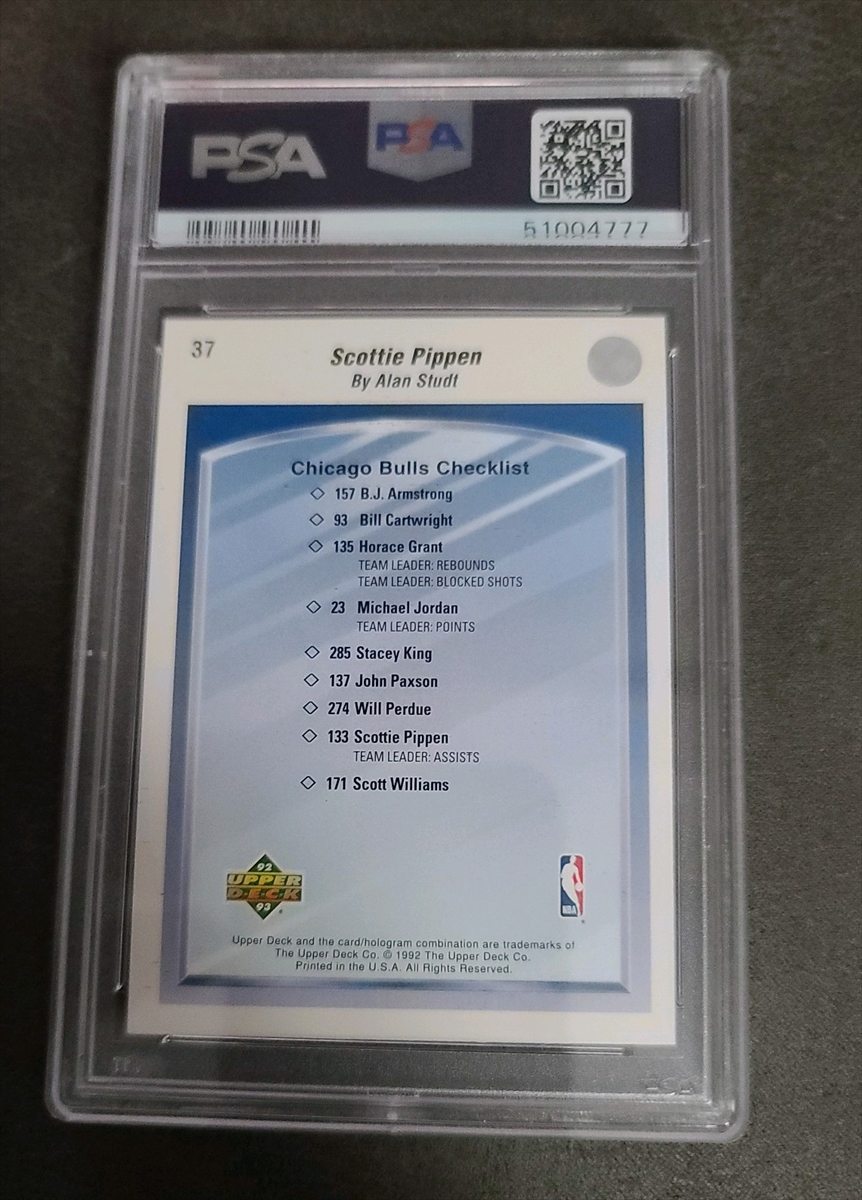 PSA
PSA
51004777
37
Scottie Pippen
By Alan Studt
Chicago Bulls Checklist
157 B.J. Armstrong
93 Bill Cartwright
135 Horace Grant
TEAM LEADER: REBOUNDS
TEAM LEADER: BLOCKED SHOTS
23 Michael Jordan
TEAM LEADER: POINTS
285 Stacey King
137 John Paxson
274 Will Perdue
133 Scottie Pippen
TEAM LEADER: ASSISTS
171 Scott Williams
92
UPPER
D·E·C·K
93
NBA
Upper Deck and the card/hologram combination are trademarks of
The Upper Deck Co. © 1992 The Upper Deck Co.
Printed in the U.S.A. All Rights Reserved.
PSA